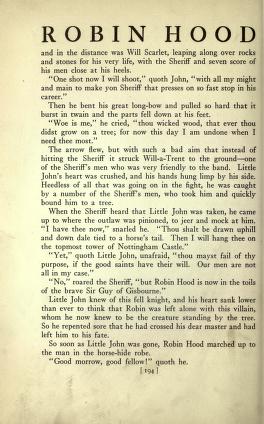 ROBIN HOOD
and in the distance was Will Scarlet, leaping along over rocks
and stones for his very life, with the Sheriff and seven score of
his men close at his heels.
"One shot now I will shoot," quoth John, "with all my might
and main to make yon Sheriff that presses on so fast stop in his
career."
Then he bent his great long-bow and pulled so hard that it
burst in twain and the parts fell down at his feet.
"Woe is me," he cried, "thou wicked wood, that ever thou
didst grow on a tree; for now this day I am undone when I
need thee most."
The arrow flew, but with such a bad aim that instead of
hitting the Sheriff it struck Will-a-Trent to the ground—one
of the Sheriff's men who was very friendly to the band. Little
John's heart was crushed, and his hands hung limp by his side.
Heedless of all that was going on in the fight, he was caught
by a number of the Sheriff's men, who took him and quickly
bound him to a tree.
When the Sheriff heard that Little John was taken, he came
up to where the outlaw was pinioned, to jeer and mock at him.
"I have thee now," snarled he. "Thou shalt be drawn uphill
and down dale tied to a horse's tail. Then I will hang thee on
the topmost tower of Nottingham Castle."
"Yet," quoth Little John, unafraid, "thou mayst fail of thy
purpose, if the good saints have their will. Our men are not
all in my case."
"No," roared the Sheriff, "but Robin Hood is now in the toils
of the brave Sir Guy of Gisbourne."
Little John knew of this fell knight, and his heart sank lower
than ever to think that Robin was left alone with this villain,
whom he now knew to be the creature standing by the tree.
So he repented sore that he had crossed his dear master and had
left him to his fate.
So soon as Little John was gone, Robin Hood marched up to
the man in the horse-hide robe.
"Good morrow, good fellow!" quoth he.
[194]